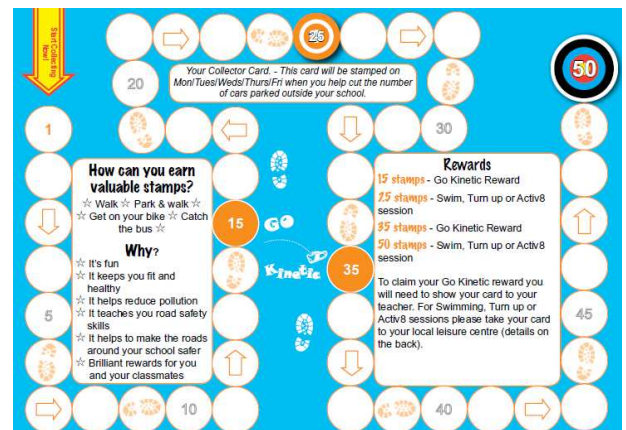 Start Collecting
Now!
25
50
20
Your Collector Card. - This card will be stamped on
Mon/Tues/Weds/Thurs/Fri when you help cut the number
of cars parked outside your school.
30
1
How can you earn
valuable stamps?
☆ Walk ☆ Park & walk ☆
☆ Get on your bike ☆ Catch
the bus ☆
Why?
☆ It's fun
☆ It keeps you fit and
healthy
☆ It helps reduce pollution
☆ It teaches you road safety
skills
☆ It helps to make the roads
around your school safer
☆ Brilliant rewards for you
and your classmates
15
Go
Kinetic
35
Rewards
15 stamps - Go Kinetic Reward
25 stamps - Swim, Turn up or Activ8
session
35 stamps - Go Kinetic Reward
50 stamps - Swim, Turn up or Activ8
session
To claim your Go Kinetic reward you
will need to show your card to your
teacher. For Swimming, Turn up or
Activ8 sessions please take your card
to your local leisure centre (details on
the back).
5
45
10
40